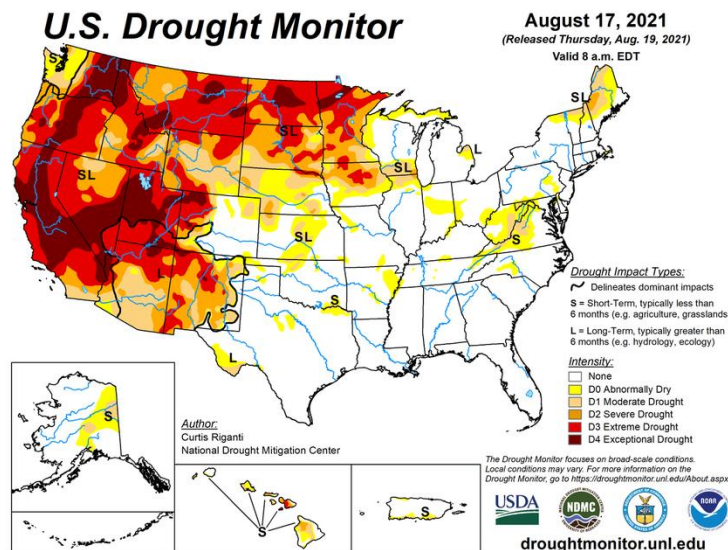 U.S. Drought Monitor
August 17, 2021
(Released Thursday, Aug. 19, 2021)
Valid 8 a.m. EDT
S
SL
SL
L
SL
SL
SL
S
L
S
L
Drought Impact Types:
Delineates dominant impacts
S = Short-Term, typically less than
6 months (e.g. agriculture, grasslands
L = Long-Term, typically greater than
6 months (e.g. hydrology, ecology)
Intensity:
None
D0 Abnormally Dry
D1 Moderate Drought
D2 Severe Drought
D3 Extreme Drought
D4 Exceptional Drought
S
Author:
Curtis Riganti
National Drought Mitigation Center
S
S
The Drought Monitor focuses on broad-scale conditions.
Local conditions may vary. For more information on the
Drought Monitor, go to https://droughtmonitor.unl.edu/About.aspx
USDA
NDMC
NOAA
droughtmonitor.unl.edu